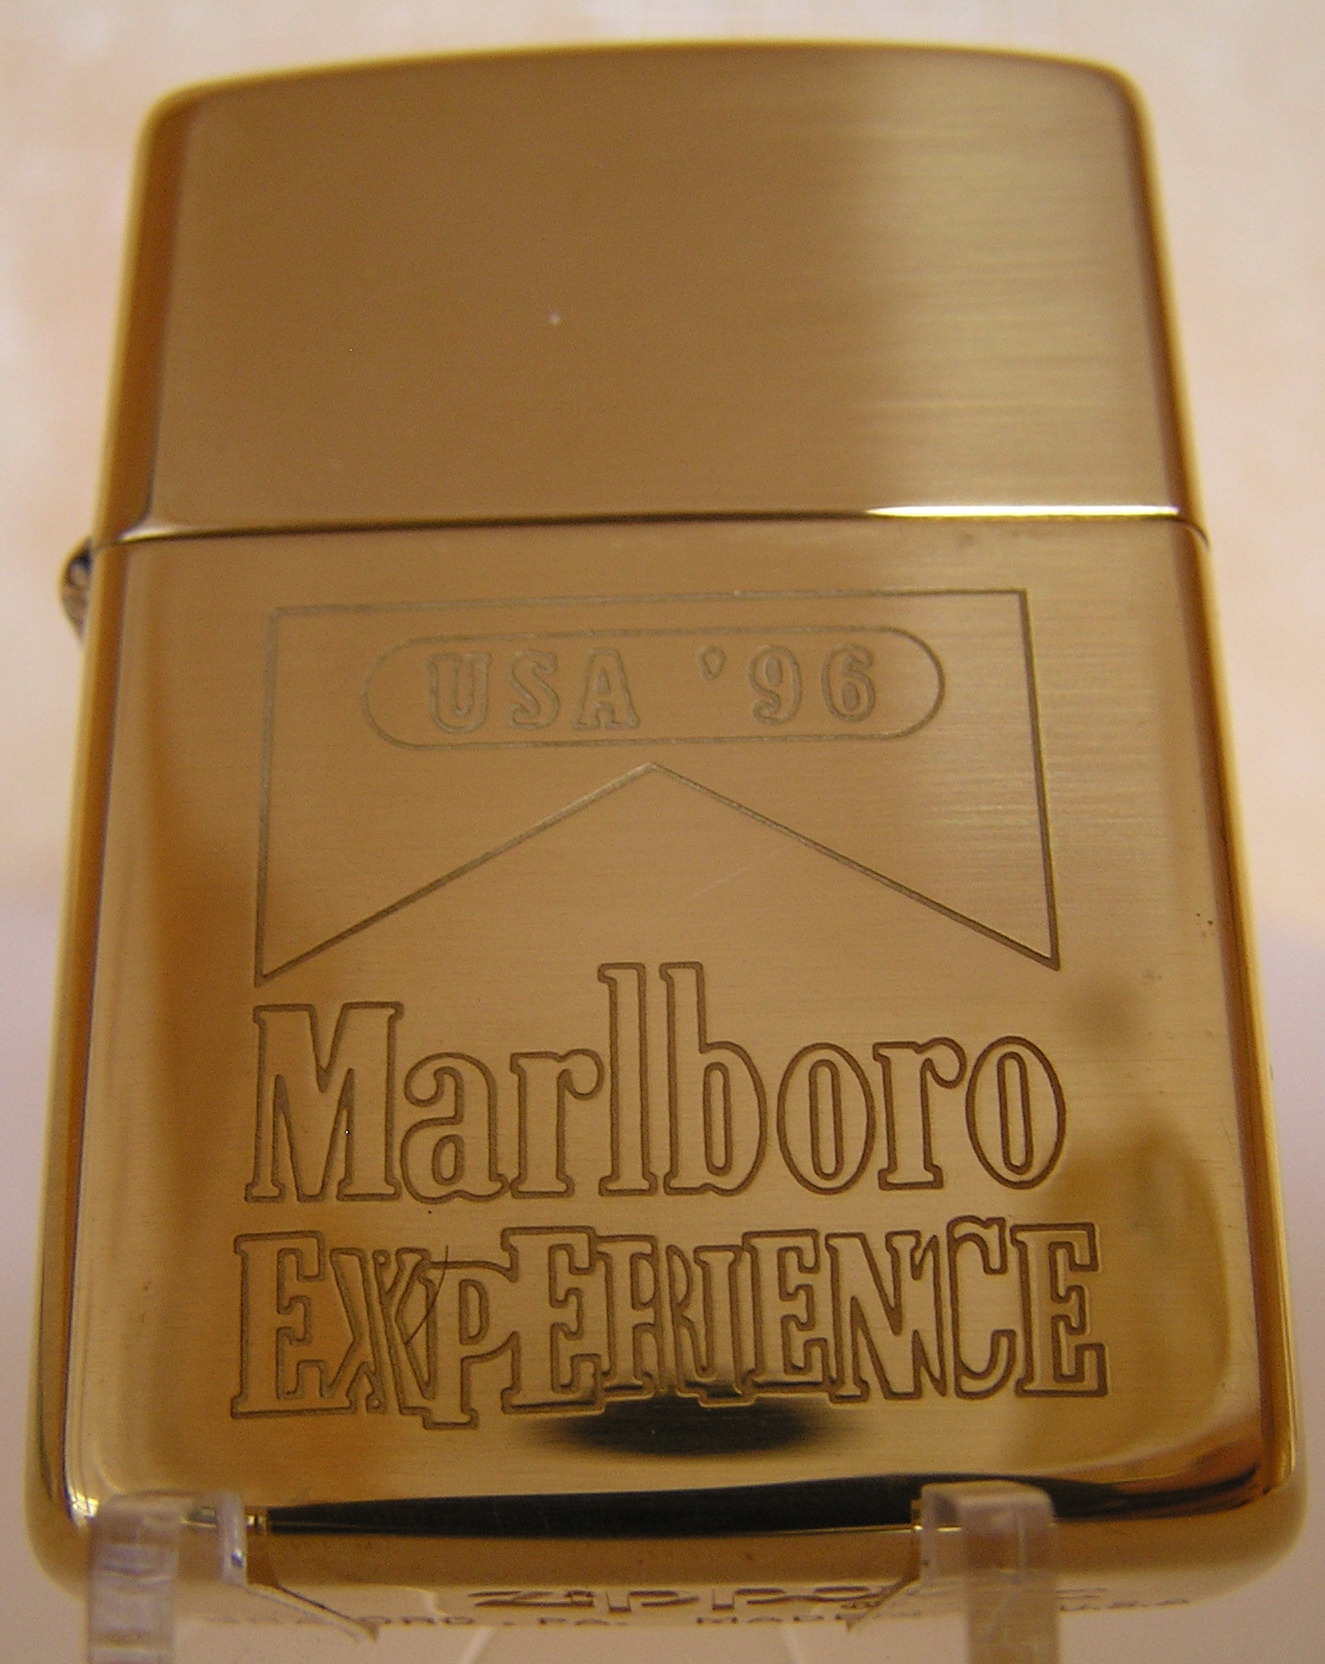 USA '96
Marlboro
EXPERIENCE
Zippo